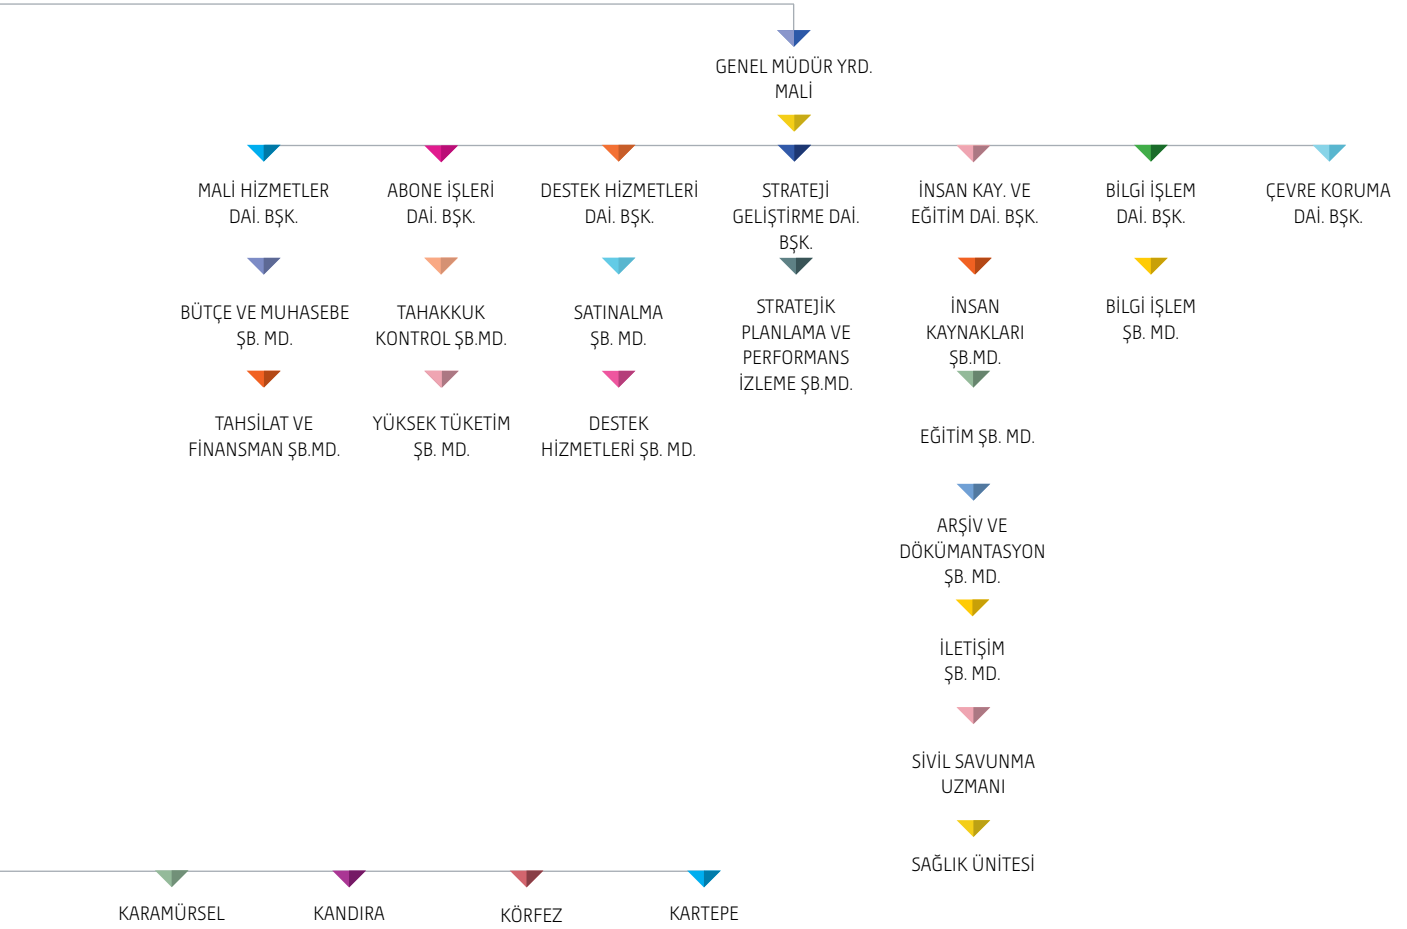 GENEL MÜDÜR YRD.
MALİ
MALİ HİZMETLER
DAİ. BŞK.
ABONE İŞLERİ
DAİ. BŞK.
DESTEK HİZMETLERİ
DAİ. BŞK.
STRATEJİ
GELİŞTİRME DAİ.
BŞK.
İNSAN KAY. VE
EĞİTİM DAİ. BŞK.
BİLGİ İŞLEM
DAİ. BŞK.
ÇEVRE KORUMA
DAİ. BŞK.
BÜTÇE VE MUHASEBE
ŞB. MD.
TAHAKKUK
KONTROL ŞB.MD.
SATINALMA
ŞB. MD.
STRATEJİK
PLANLAMA VE
PERFORMANS
İZLEME ŞB.MD.
İNSAN
KAYNAKLARI
ŞB.MD.
BİLGİ İŞLEM
ŞB. MD.
TAHSİLAT VE
FİNANSMAN ŞB.MD.
YÜKSEK TÜKETİM
ŞB. MD.
DESTEK
HİZMETLERİ ŞB. MD.
EĞİTİM ŞB. MD.
ARŞİV VE
DÖKÜMANTASYON
ŞB. MD.
İLETİŞİM
ŞB. MD.
SİVİL SAVUNMA
UZMANI
SAĞLIK ÜNİTESİ
KARAMÜRSEL
KANDIRA
KÖRFEZ
KARTEPE